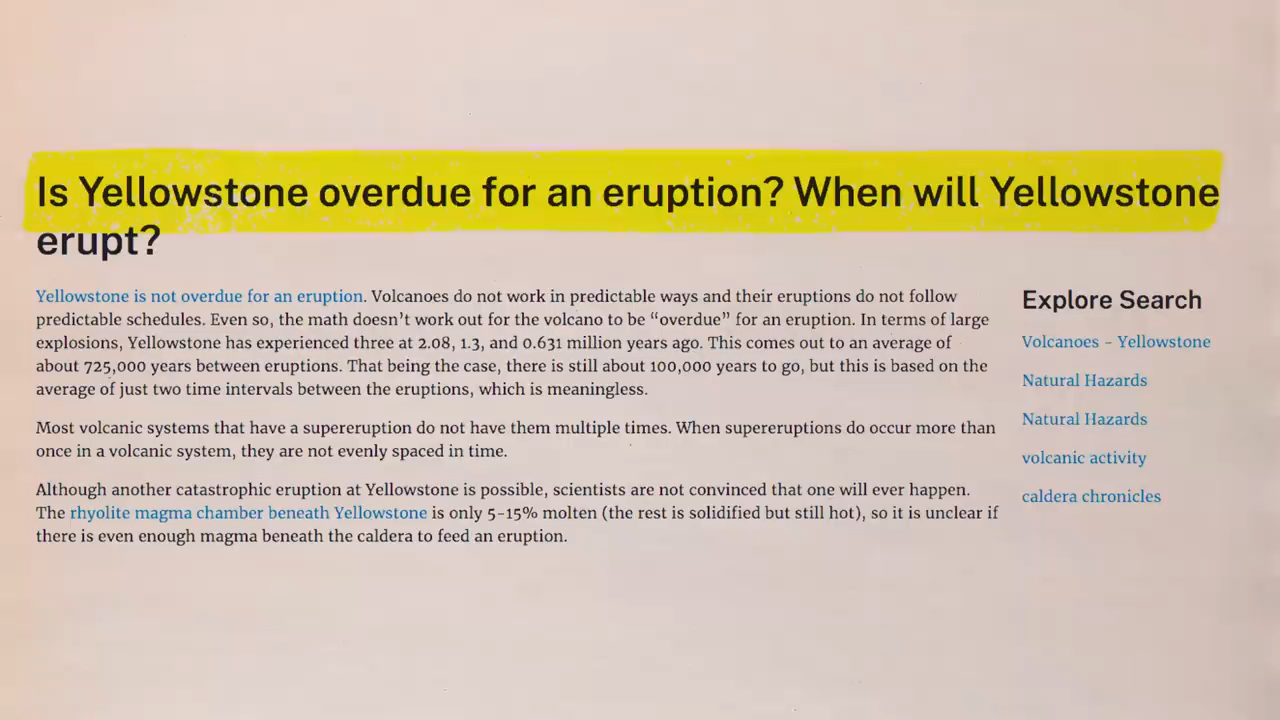 Is Yellowstone overdue for an eruption? When will Yellowstone
erupt?
Yellowstone is not overdue for an eruption. Volcanoes do not work in predictable ways and their eruptions do not follow
predictable schedules. Even so, the math doesn’t work out for the volcano to be “overdue” for an eruption. In terms of large
explosions, Yellowstone has experienced three at 2.08, 1.3, and 0.631 million years ago. This comes out to an average of
about 725,000 years between eruptions. That being the case, there is still about 100,000 years to go, but this is based on the
average of just two time intervals between the eruptions, which is meaningless.
Most volcanic systems that have a supereruption do not have them multiple times. When supereruptions do occur more than
once in a volcanic system, they are not evenly spaced in time.
Although another catastrophic eruption at Yellowstone is possible, scientists are not convinced that one will ever happen.
The rhyolite magma chamber beneath Yellowstone is only 5-15% molten (the rest is solidified but still hot), so it is unclear if
there is even enough magma beneath the caldera to feed an eruption.
Explore Search
Volcanoes - Yellowstone
Natural Hazards
Natural Hazards
volcanic activity
caldera chronicles